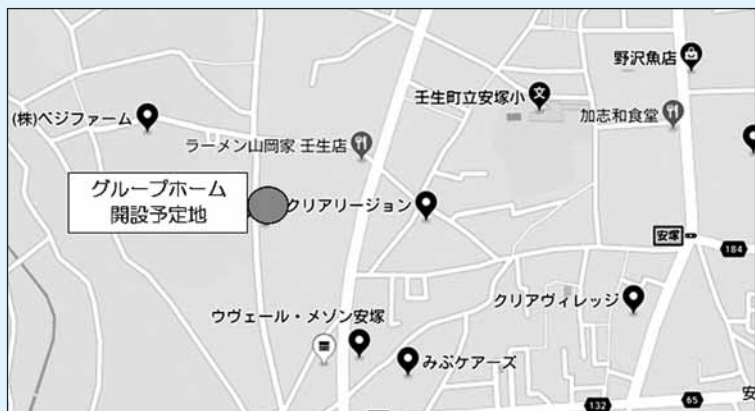 野沢魚店
壬生町立安塚小
加志和食堂
(株)ベジファーム
ラーメン山岡家 壬生店
グループホーム
開設予定地
クリアリージョン
安塚
184
クリアヴィレッジ
ウヴェール・メゾン安塚
みぶケアーズ
132
65
安